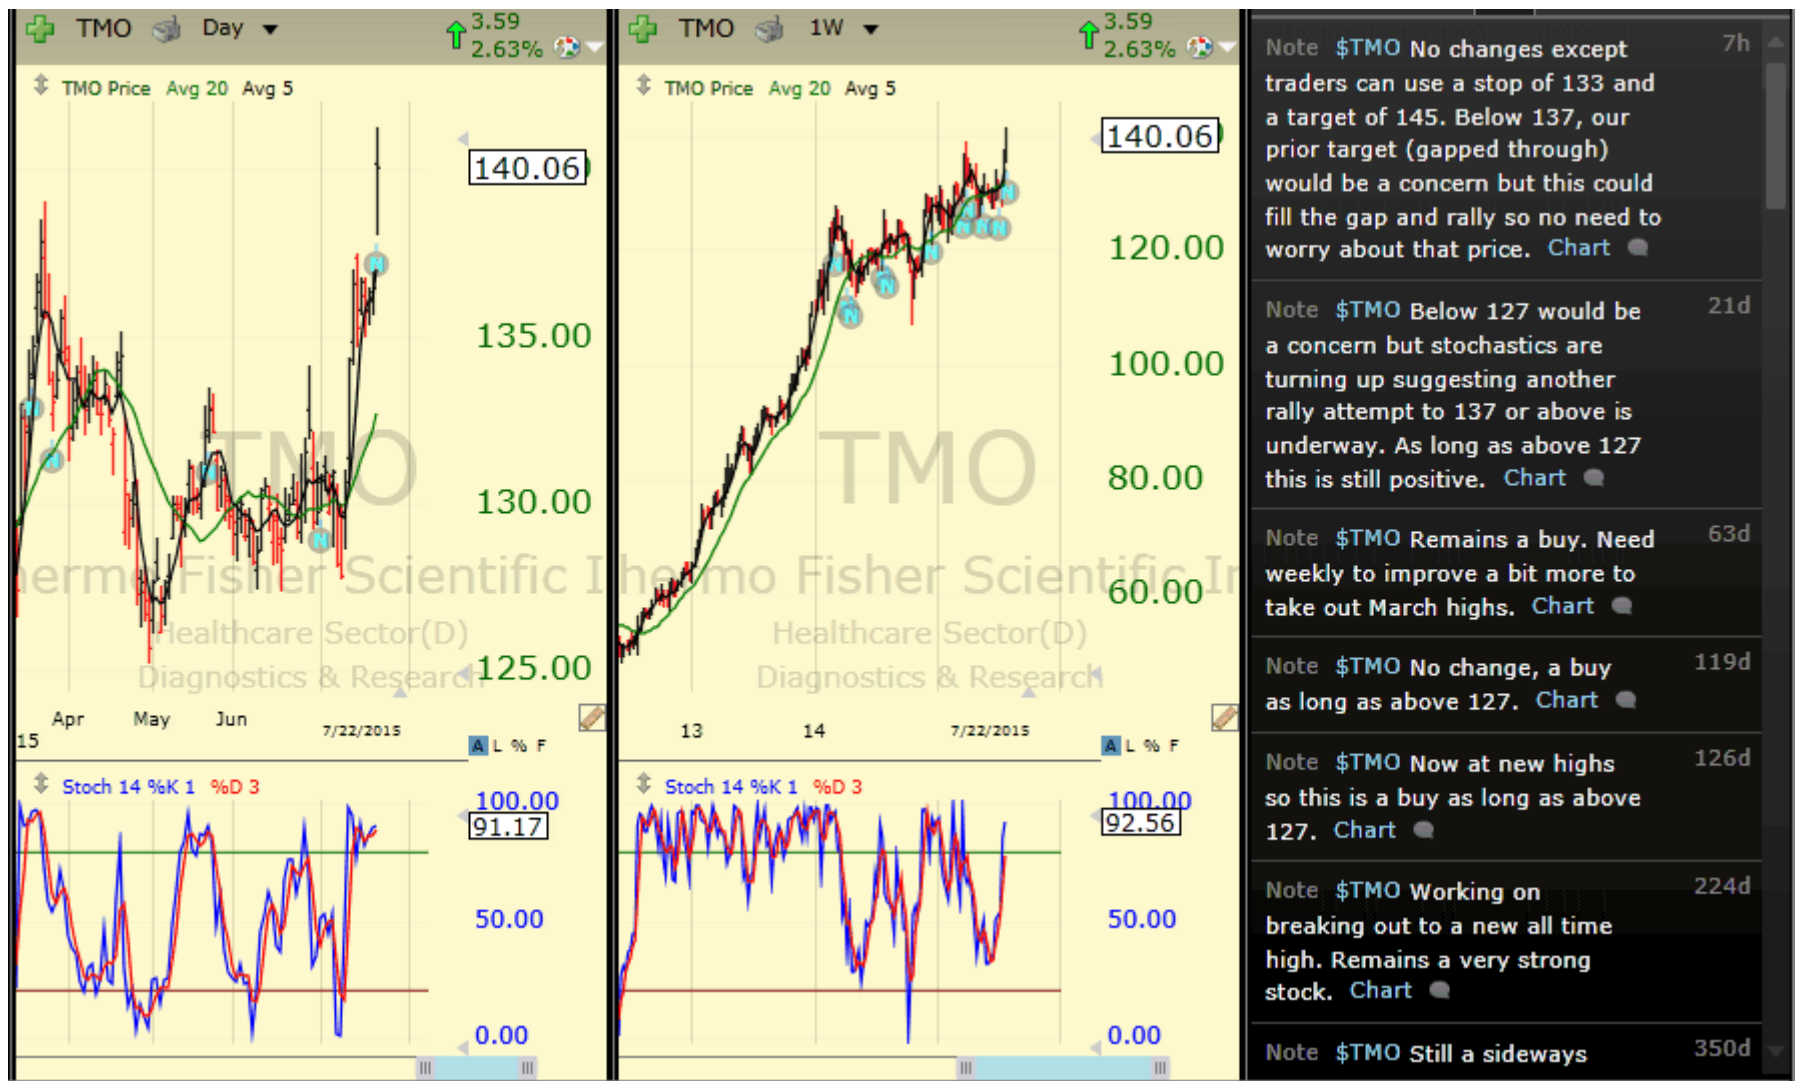 TMO Day 3.59
2.63%
TMO Price Avg 20 Avg 5
140.06
135.00
130.00
125.00
TMO
hermo Fisher Scientific I
Healthcare Sector(D)
Diagnostics & Research
Apr May Jun 7/22/2015
15
A L % F
Stoch 14 %K 1 %D 3
100.00
91.17
50.00
0.00
N
N
N
N
N
TMO 1W 3.59
2.63%
TMO Price Avg 20 Avg 5
140.06
120.00
100.00
80.00
60.00
TMO
hermo Fisher Scientific Ir
Healthcare Sector(D)
Diagnostics & Research
13 14 7/22/2015
A L % F
Stoch 14 %K 1 %D 3
100.00
92.56
50.00
0.00
N
N
N
N
N
N
N
N
Note $TMO No changes except 7h
traders can use a stop of 133 and
a target of 145. Below 137, our
prior target (gapped through)
would be a concern but this could
fill the gap and rally so no need to
worry about that price. Chart
Note $TMO Below 127 would be 21d
a concern but stochastics are
turning up suggesting another
rally attempt to 137 or above is
underway. As long as above 127
this is still positive. Chart
Note $TMO Remains a buy. Need 63d
weekly to improve a bit more to
take out March highs. Chart
Note $TMO No change, a buy 119d
as long as above 127. Chart
Note $TMO Now at new highs 126d
so this is a buy as long as above
127. Chart
Note $TMO Working on 224d
breaking out to a new all time
high. Remains a very strong
stock. Chart
Note $TMO Still a sideways 350d